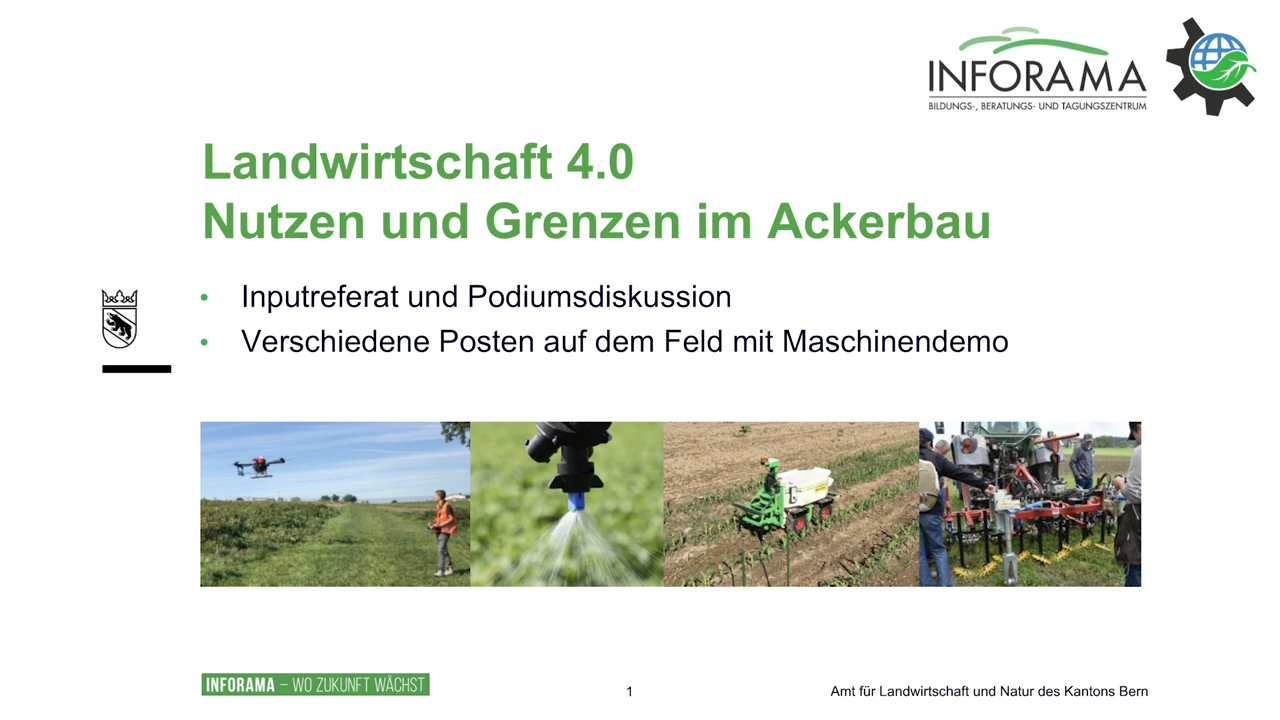 INFORAMA
BILDUNGS-, BERATUNGS- UND TAGUNGSZENTRUM
Landwirtschaft 4.0
Nutzen und Grenzen im Ackerbau
• Inputreferat und Podiumsdiskussion
• Verschiedene Posten auf dem Feld mit Maschinendemo
INFORAMA – WO ZUKUNFT WÄCHST
1
Amt für Landwirtschaft und Natur des Kantons Bern